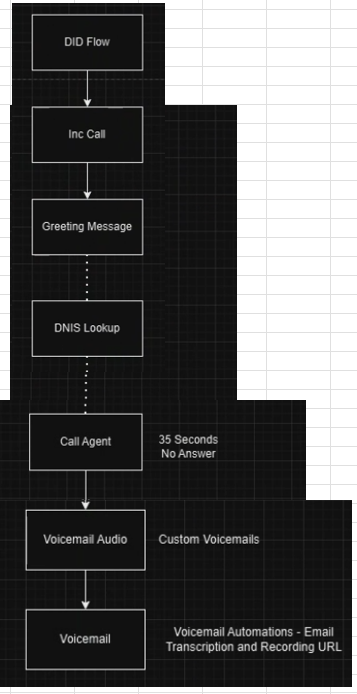 DID Flow
Inc Call
Greeting Message
DNIS Lookup
Call Agent
35 Seconds
No Answer
Voicemail Audio
Custom Voicemails
Voicemail
Voicemail Automations - Email
Transcription and Recording URL